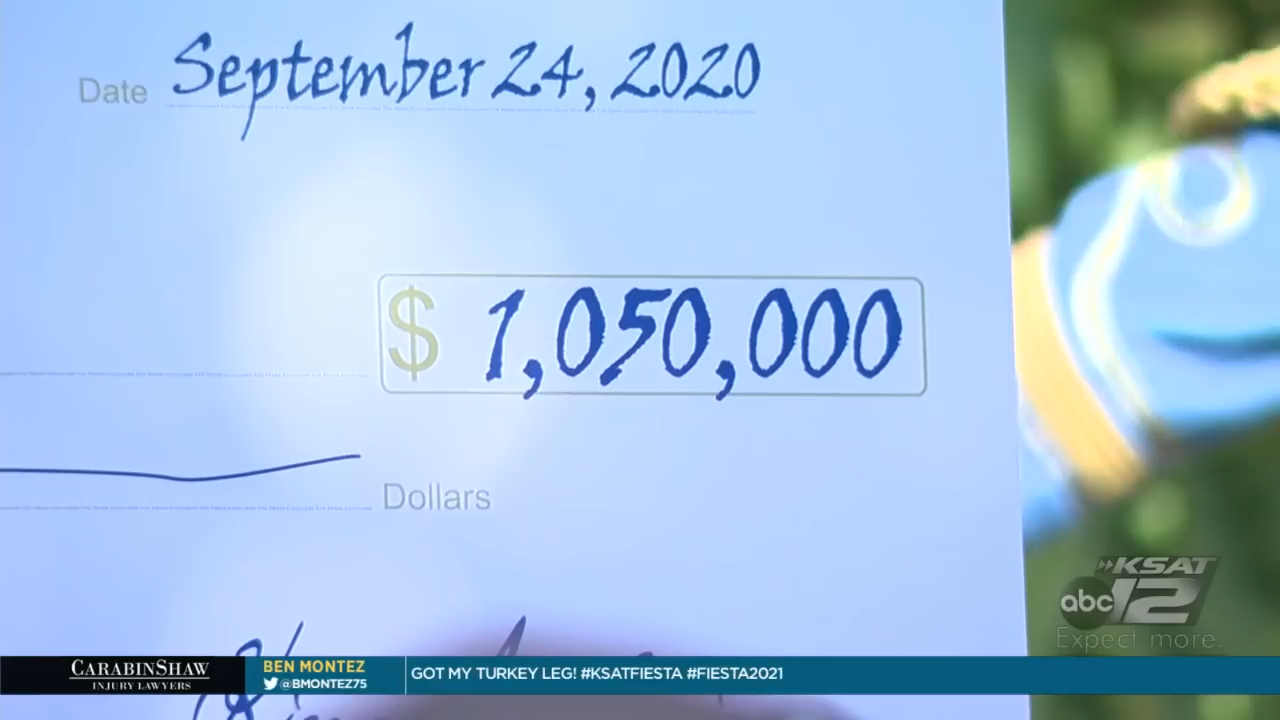 Date September 24, 2020
$ 1,050,000
Dollars
KSAT
abc 12
Expect more.
CARABINSHAW
INJURY LAWYERS
BEN MONTEZ
@BMONTEZ75
GOT MY TURKEY LEG! #KSATFIESTA #FIESTA2021